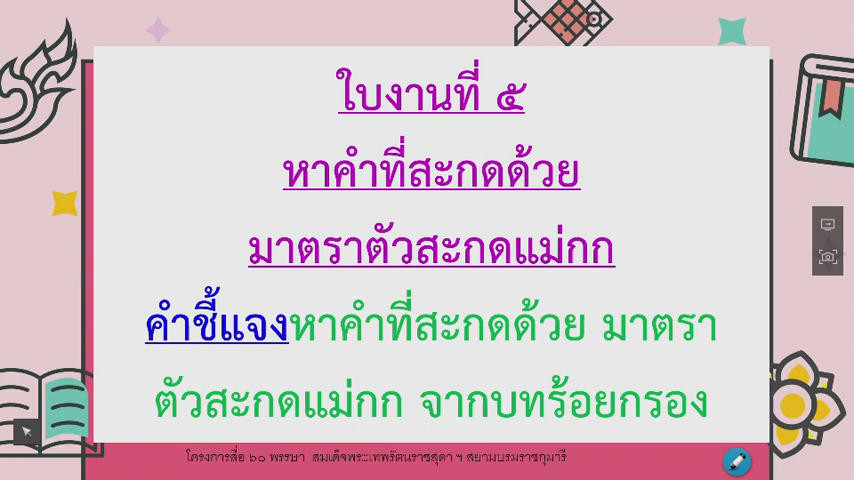 ใบงานที่ ๕
หาคำที่สะกดด้วย
มาตราตัวสะกดแม่กก
คำชี้แจงหาคำที่สะกดด้วย มาตรา
ตัวสะกดแม่กก จากบทร้อยกรอง
โครงการสื่อ ๖๐ พรรษา สมเด็จพระเทพรัตนราชสุดา ฯ สยามบรมราชกุมารี